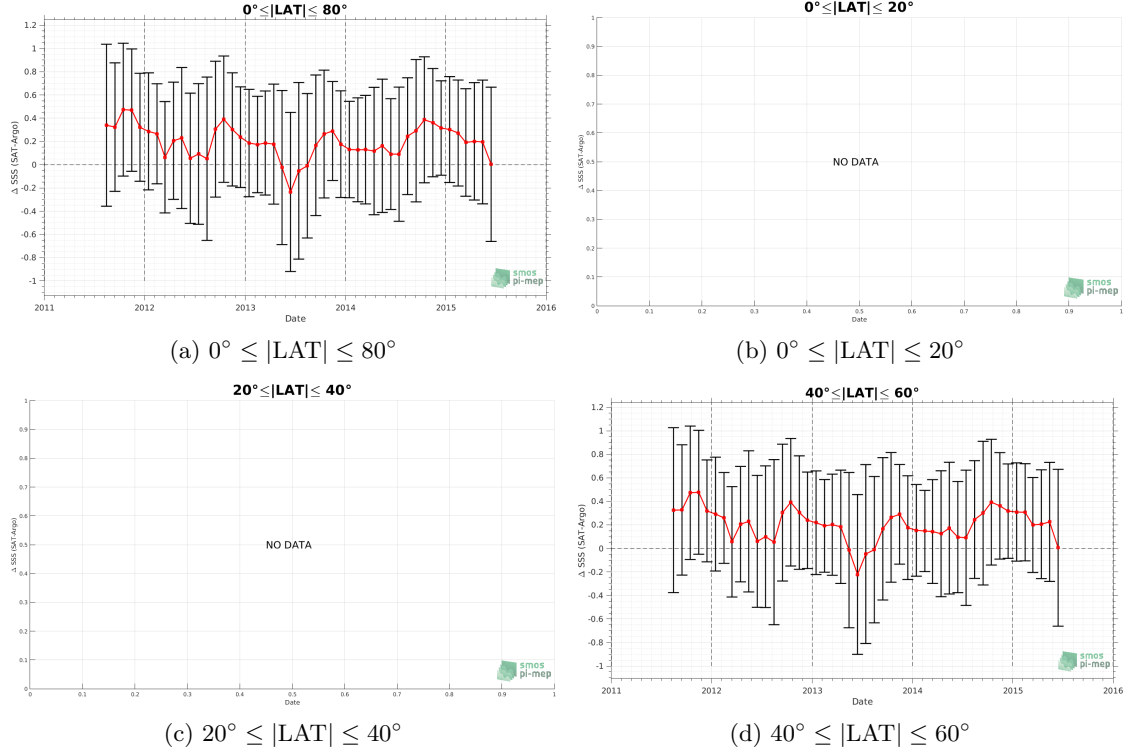 0°≤|LAT|≤ 80°
1.2
1
0.8
0.6
0.4
0.2
0
-0.2
-0.4
-0.6
-0.8
-1
Δ SSS (SAT-Argo)
2011 2012 2013 2014 2015 2016
Date
smos
pi-mep
(a) 0° ≤ |LAT| ≤ 80°
0°≤|LAT|≤ 20°
1
0.9
0.8
0.7
0.6
0.5
0.4
0.3
0.2
0.1
0
Δ SSS (SAT-Argo)
NO DATA
0 0.1 0.2 0.3 0.4 0.5 0.6 0.7 0.8 0.9 1
Date
smos
pi-mep
(b) 0° ≤ |LAT| ≤ 20°
20°≤|LAT|≤ 40°
1
0.9
0.8
0.7
0.6
0.5
0.4
0.3
0.2
0.1
0
Δ SSS (SAT-Argo)
NO DATA
0 0.1 0.2 0.3 0.4 0.5 0.6 0.7 0.8 0.9 1
Date
smos
pi-mep
(c) 20° ≤ |LAT| ≤ 40°
40°≤|LAT|≤ 60°
1.2
1
0.8
0.6
0.4
0.2
0
-0.2
-0.4
-0.6
-0.8
-1
Δ SSS (SAT-Argo)
2011 2012 2013 2014 2015 2016
Date
smos
pi-mep
(d) 40° ≤ |LAT| ≤ 60°